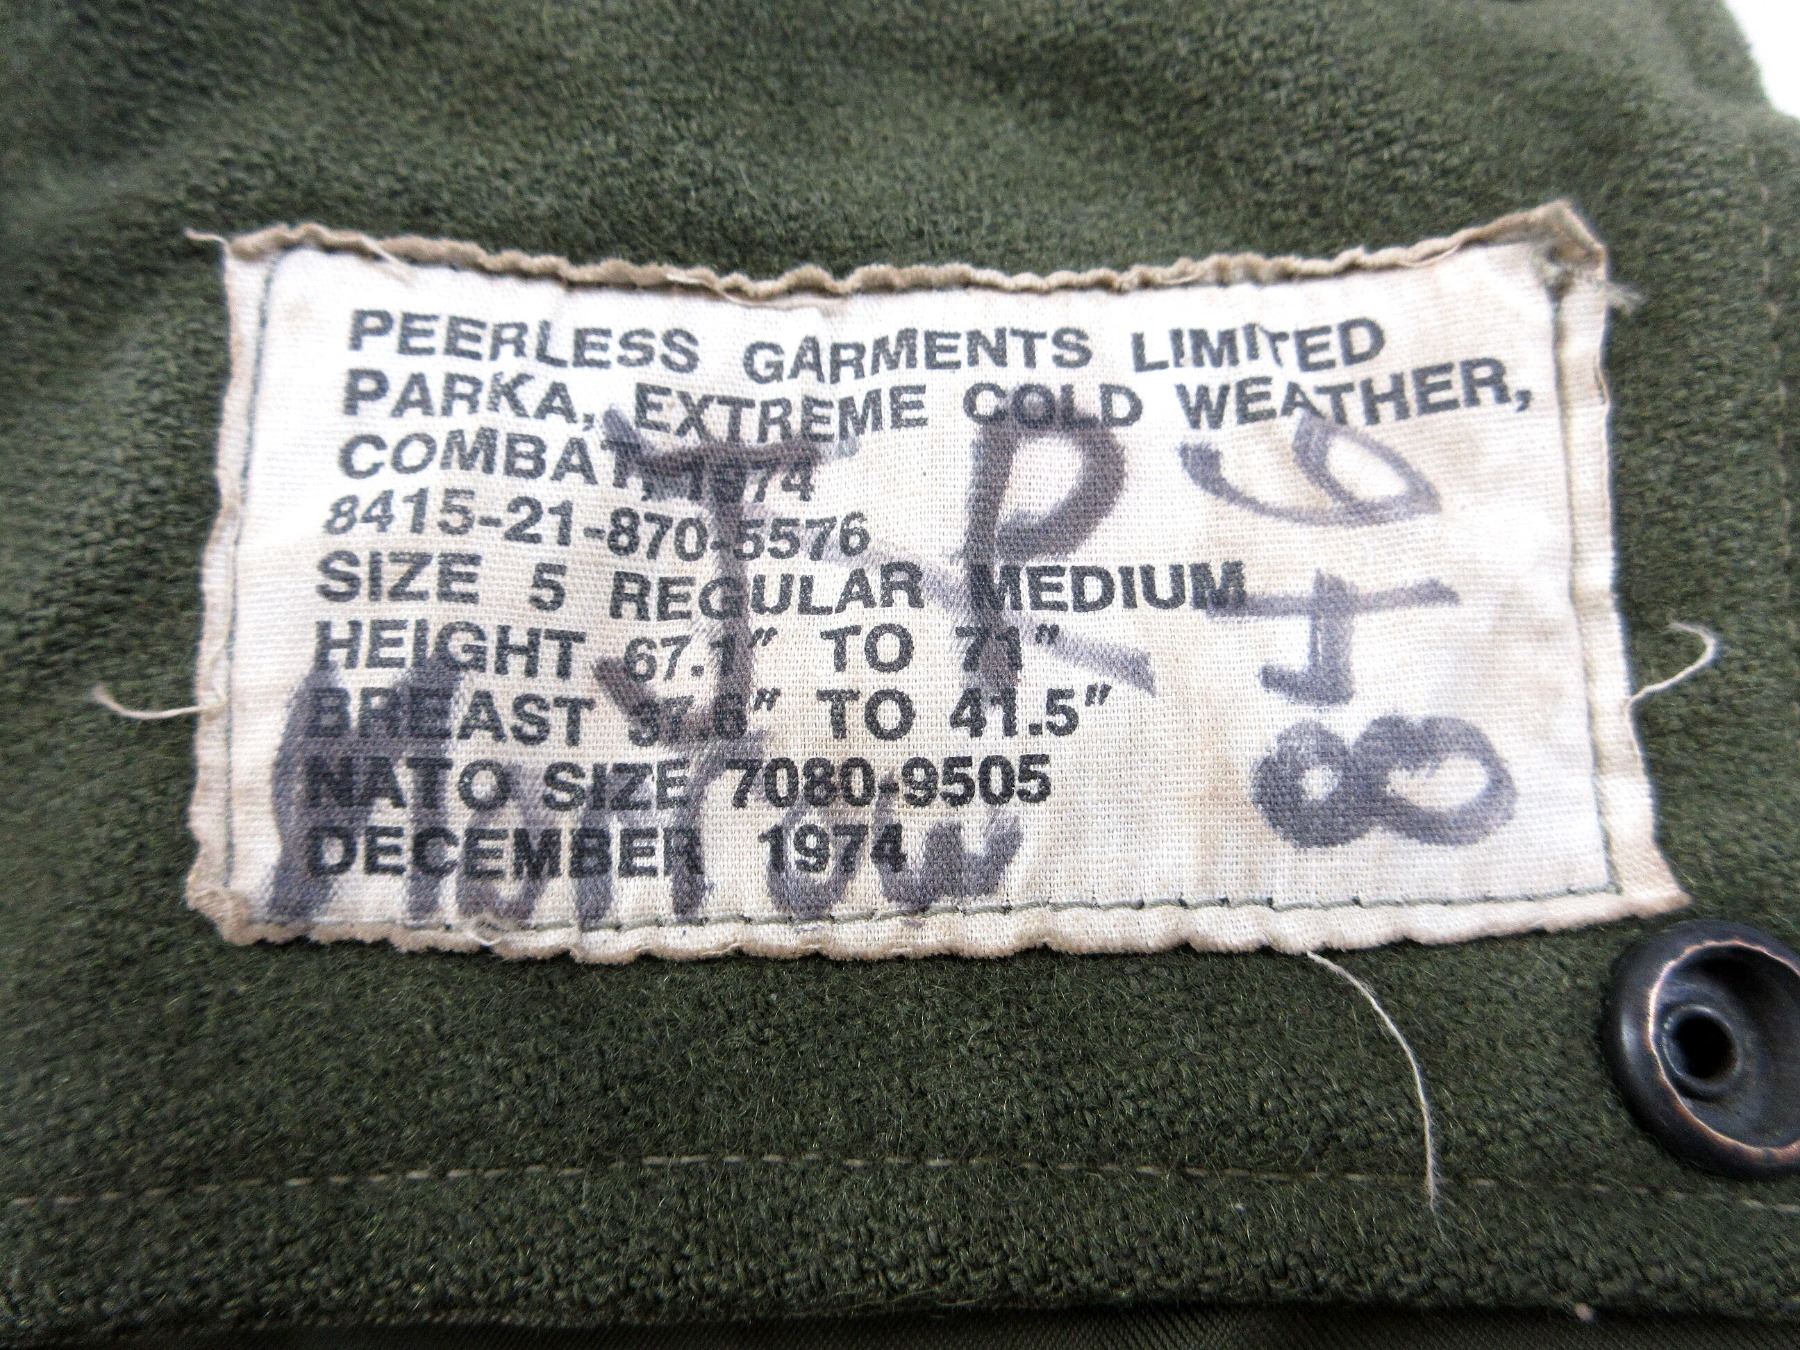 PEERLESS GARMENTS LIMITED
PARKA, EXTREME COLD WEATHER,
COMBAT, 1974
8415-21-870-5576
SIZE 5 REGULAR MEDIUM
HEIGHT 67.1" TO 71"
BREAST 37.6" TO 41.5"
NATO SIZE 7080-9505
DECEMBER 1974
J R
849